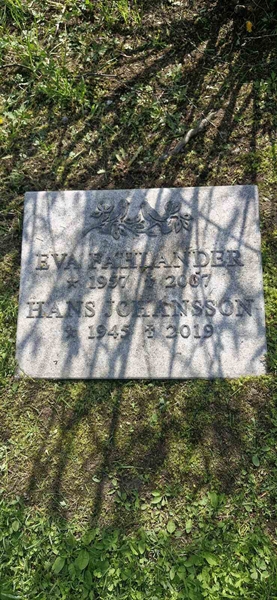 EVA FAHLANDER
* 1957 ✝ 2007
HANS JOHANSSON
* 1945 ✝ 2019